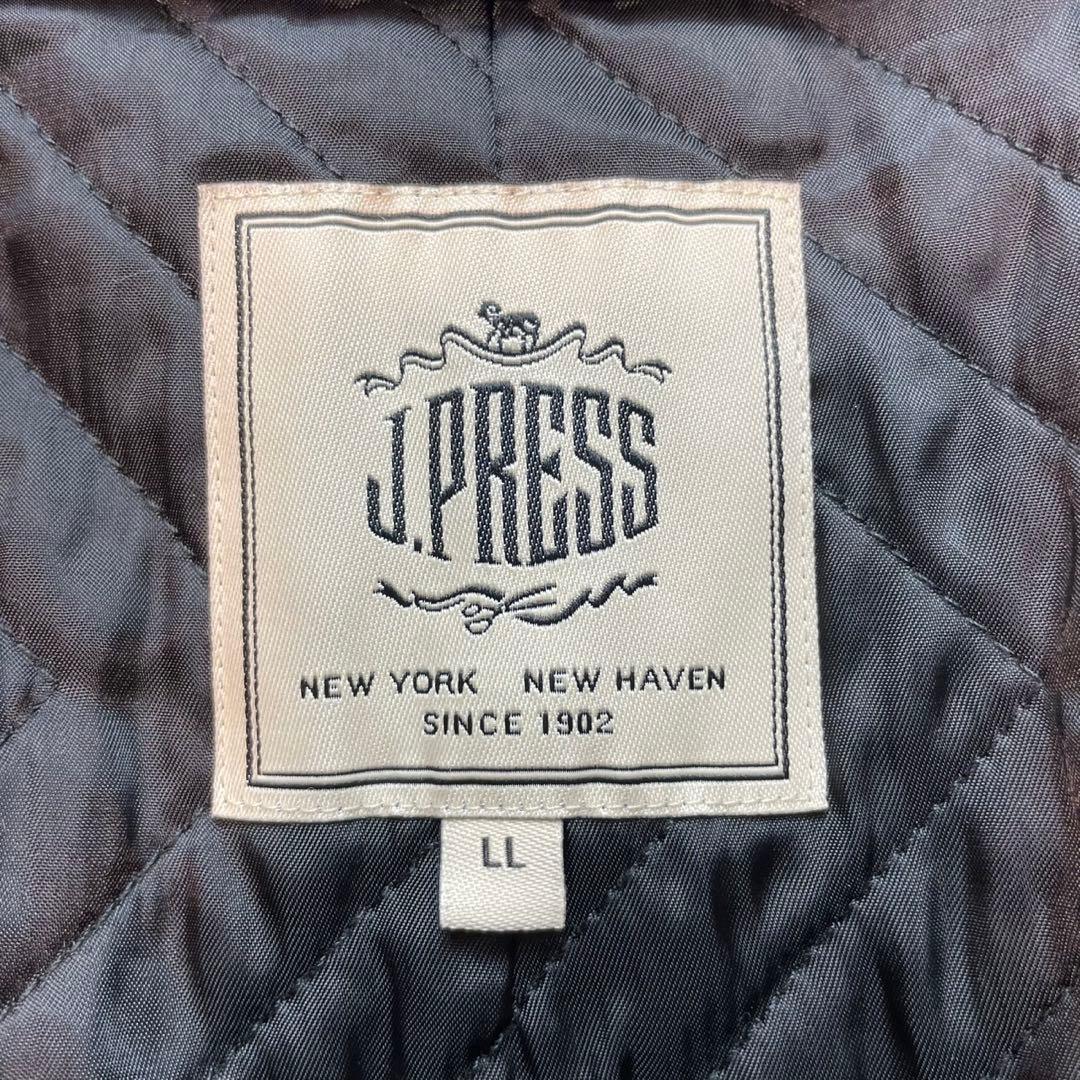 J.PRESS
NEW YORK NEW HAVEN
SINCE 1902
LL